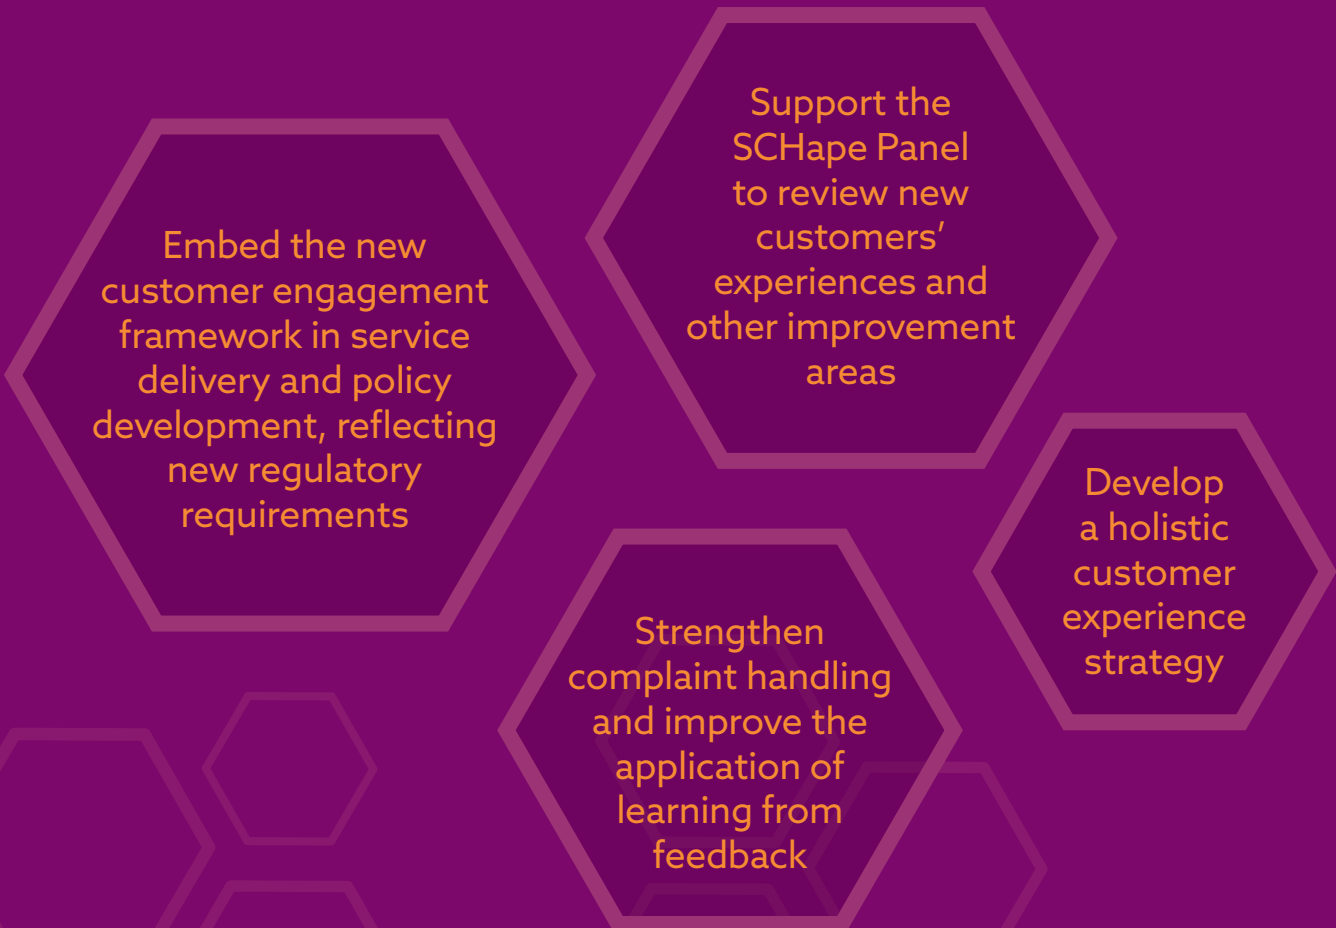 Embed the new
customer engagement
framework in service
delivery and policy
development, reflecting
new regulatory
requirements
Support the
SCHape Panel
to review new
customers’
experiences and
other improvement
areas
Strengthen
complaint handling
and improve the
application of
learning from
feedback
Develop
a holistic
customer
experience
strategy